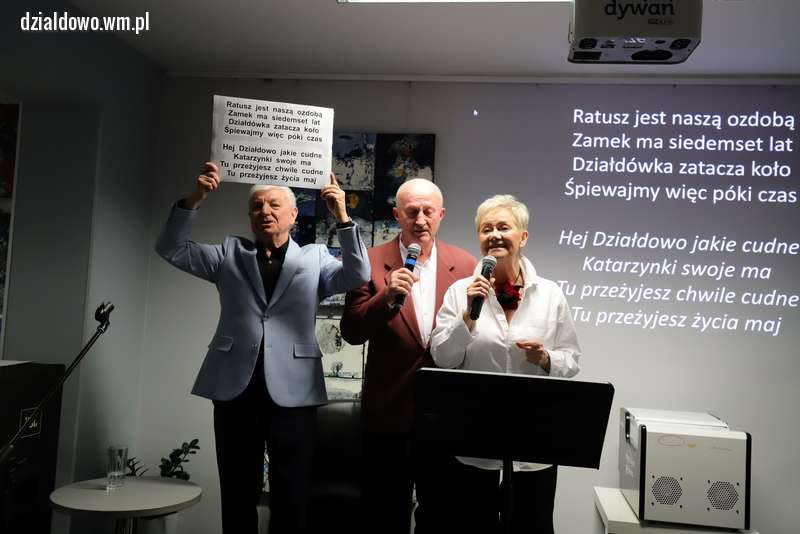 dzialdowo.wm.pl
dywan
Ratusz jest naszą ozdobą
Zamek ma siedemset lat
Działdówka zatacza koło
Śpiewajmy więc póki czas
Hej Działdowo jakie cudne
Katarzynki swoje ma
Tu przeżyjesz chwile cudne
Tu przeżyjesz życia maj
Ratusz jest naszą ozdobą
Zamek ma siedemset lat
Działdówka zatacza koło
Śpiewajmy więc póki czas
Hej Działdowo jakie cudne
Katarzynki swoje ma
Tu przeżyjesz chwile cudne
Tu przeżyjesz życia maj
JBL